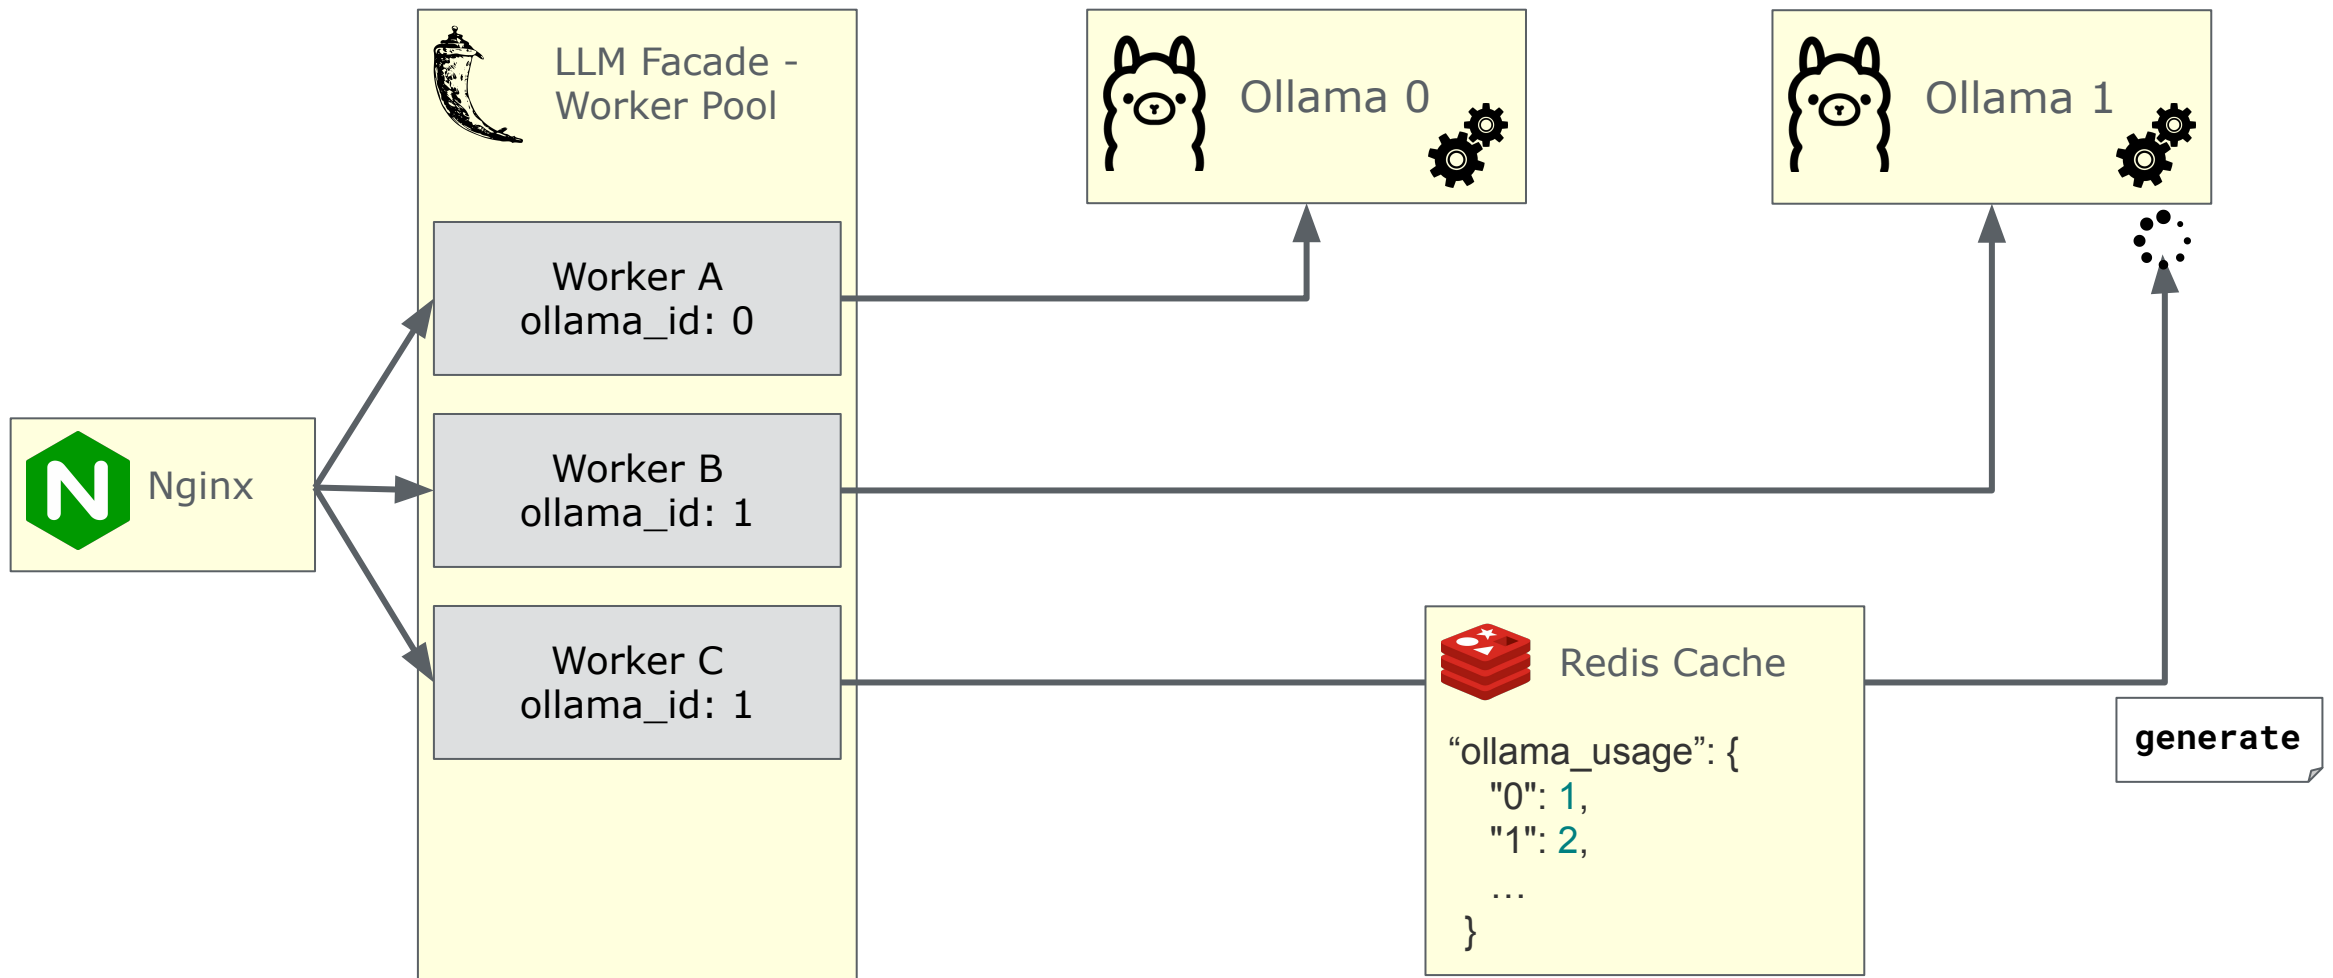 LLM Facade -
Worker Pool
Ollama 0
Ollama 1
Worker A
ollama_id: 0
Nginx
Worker B
ollama_id: 1
Worker C
ollama_id: 1
Redis Cache
“ollama_usage”: {
"0": 1,
"1": 2,
…
}
generate